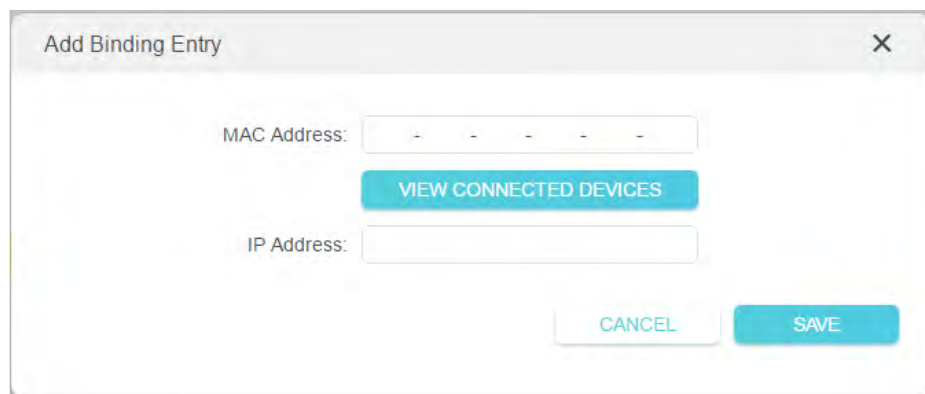 Add Binding Entry
MAC Address: - - - - -
VIEW CONNECTED DEVICES
IP Address:
CANCEL SAVE